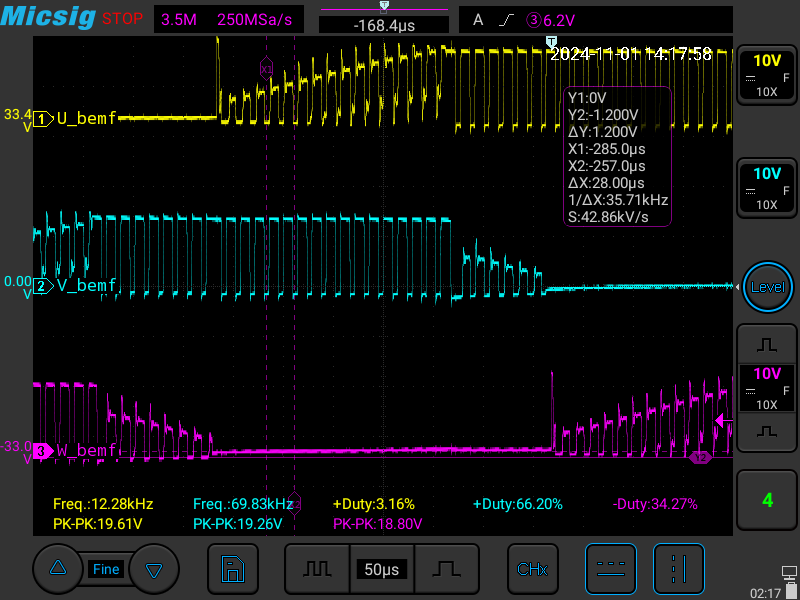 Micsig STOP 3.5M 250MSa/s T -168.4µs A 3 6.2V
2024-11-01 14:17:58
10V
F
10X
33.4
V
1 U_bemf
X1
Y1:0V
Y2:-1.200V
ΔY:1.200V
X1:-285.0µs
X2:-257.0µs
ΔX:28.00µs
1/ΔX:35.71kHz
S:42.86kV/s
10V
F
10X
0.00
V
2 V_bemf
Level
10V
F
10X
-33.0
V
3 W_bemf
Freq.:12.28kHz Freq.:69.83kHz +Duty:3.16% +Duty:66.20% -Duty:34.27%
PK-PK:19.61V PK-PK:19.26V PK-PK:18.80V
4
Fine 50µs CHx
02:17